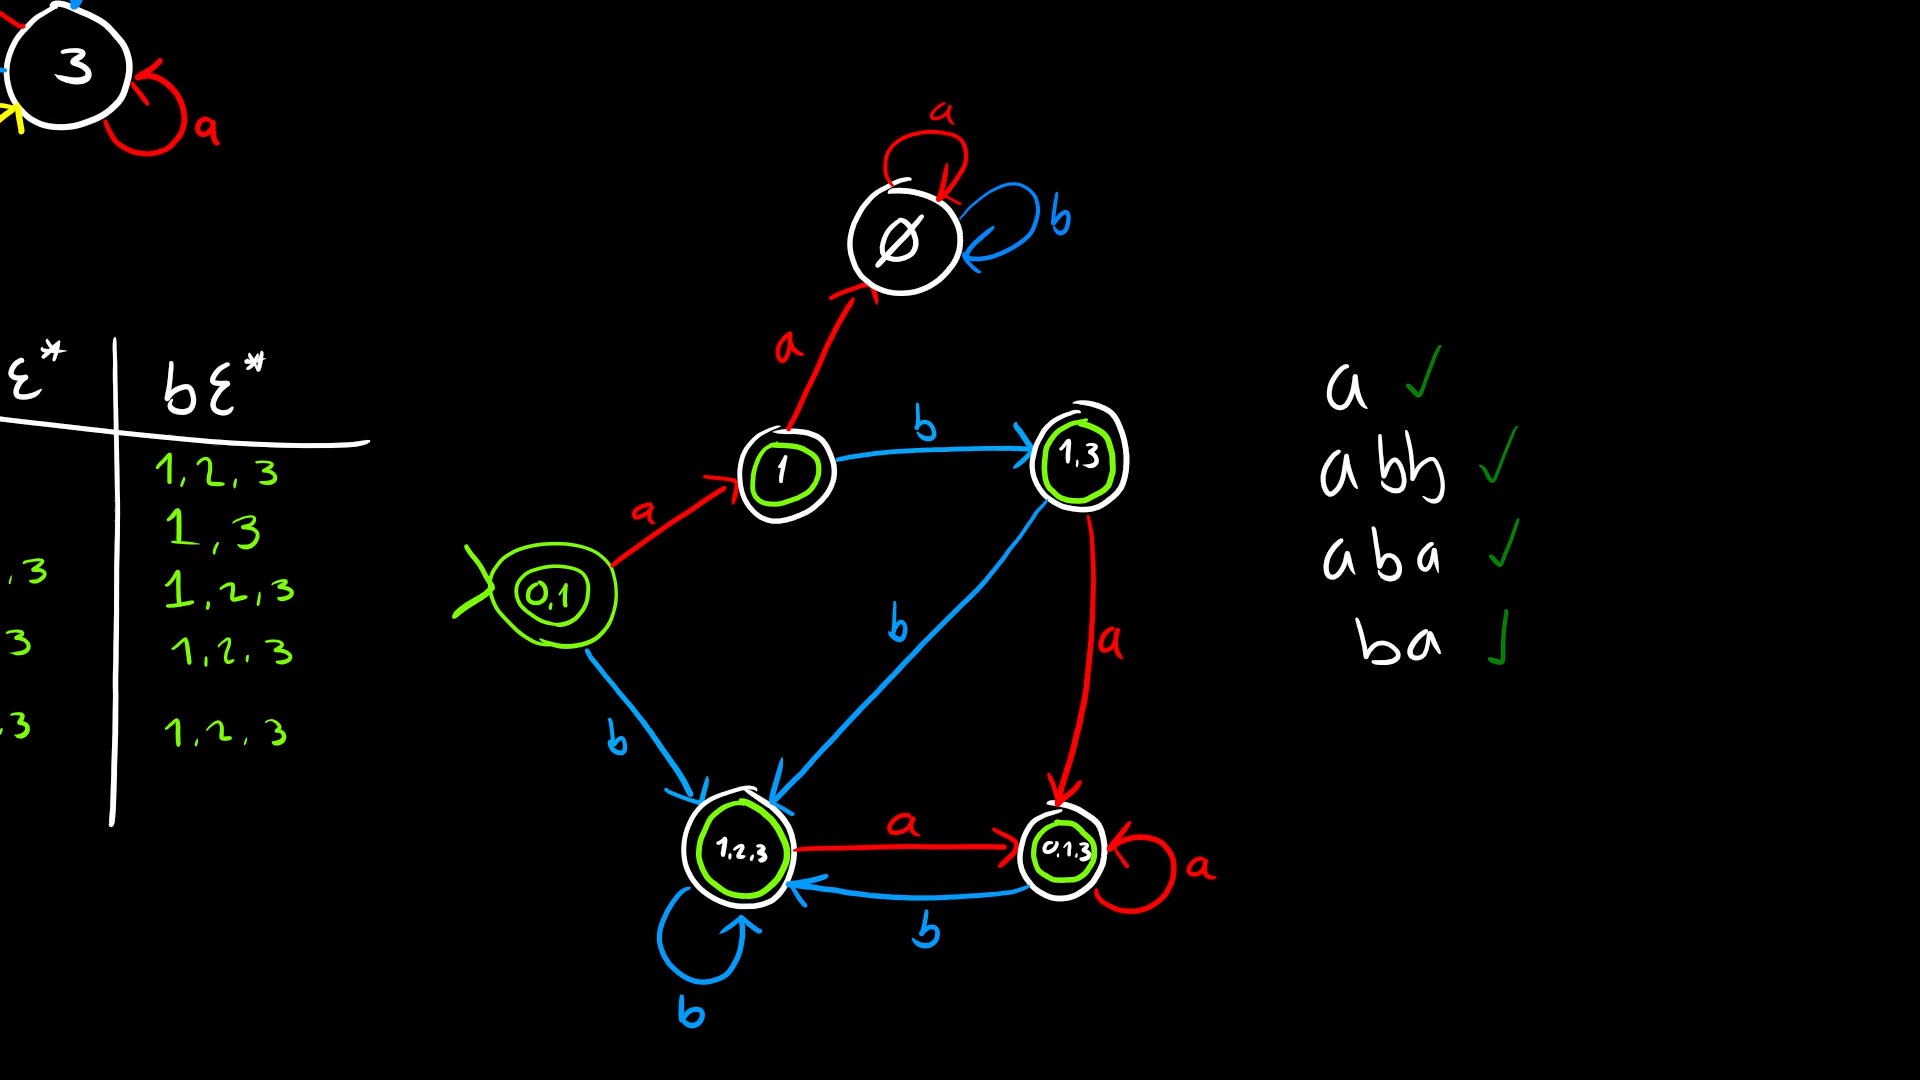 3
a
a
b
∅
a
ε*
bε*
1
b
1,3
a ✓
1,2,3
a
abb ✓
1,3
,3
1,2,3
0,1
aba ✓
3
1,2,3
b
a
ba ✓
,3
1,2,3
b
1,2,3
a
0,1,3
a
b
b